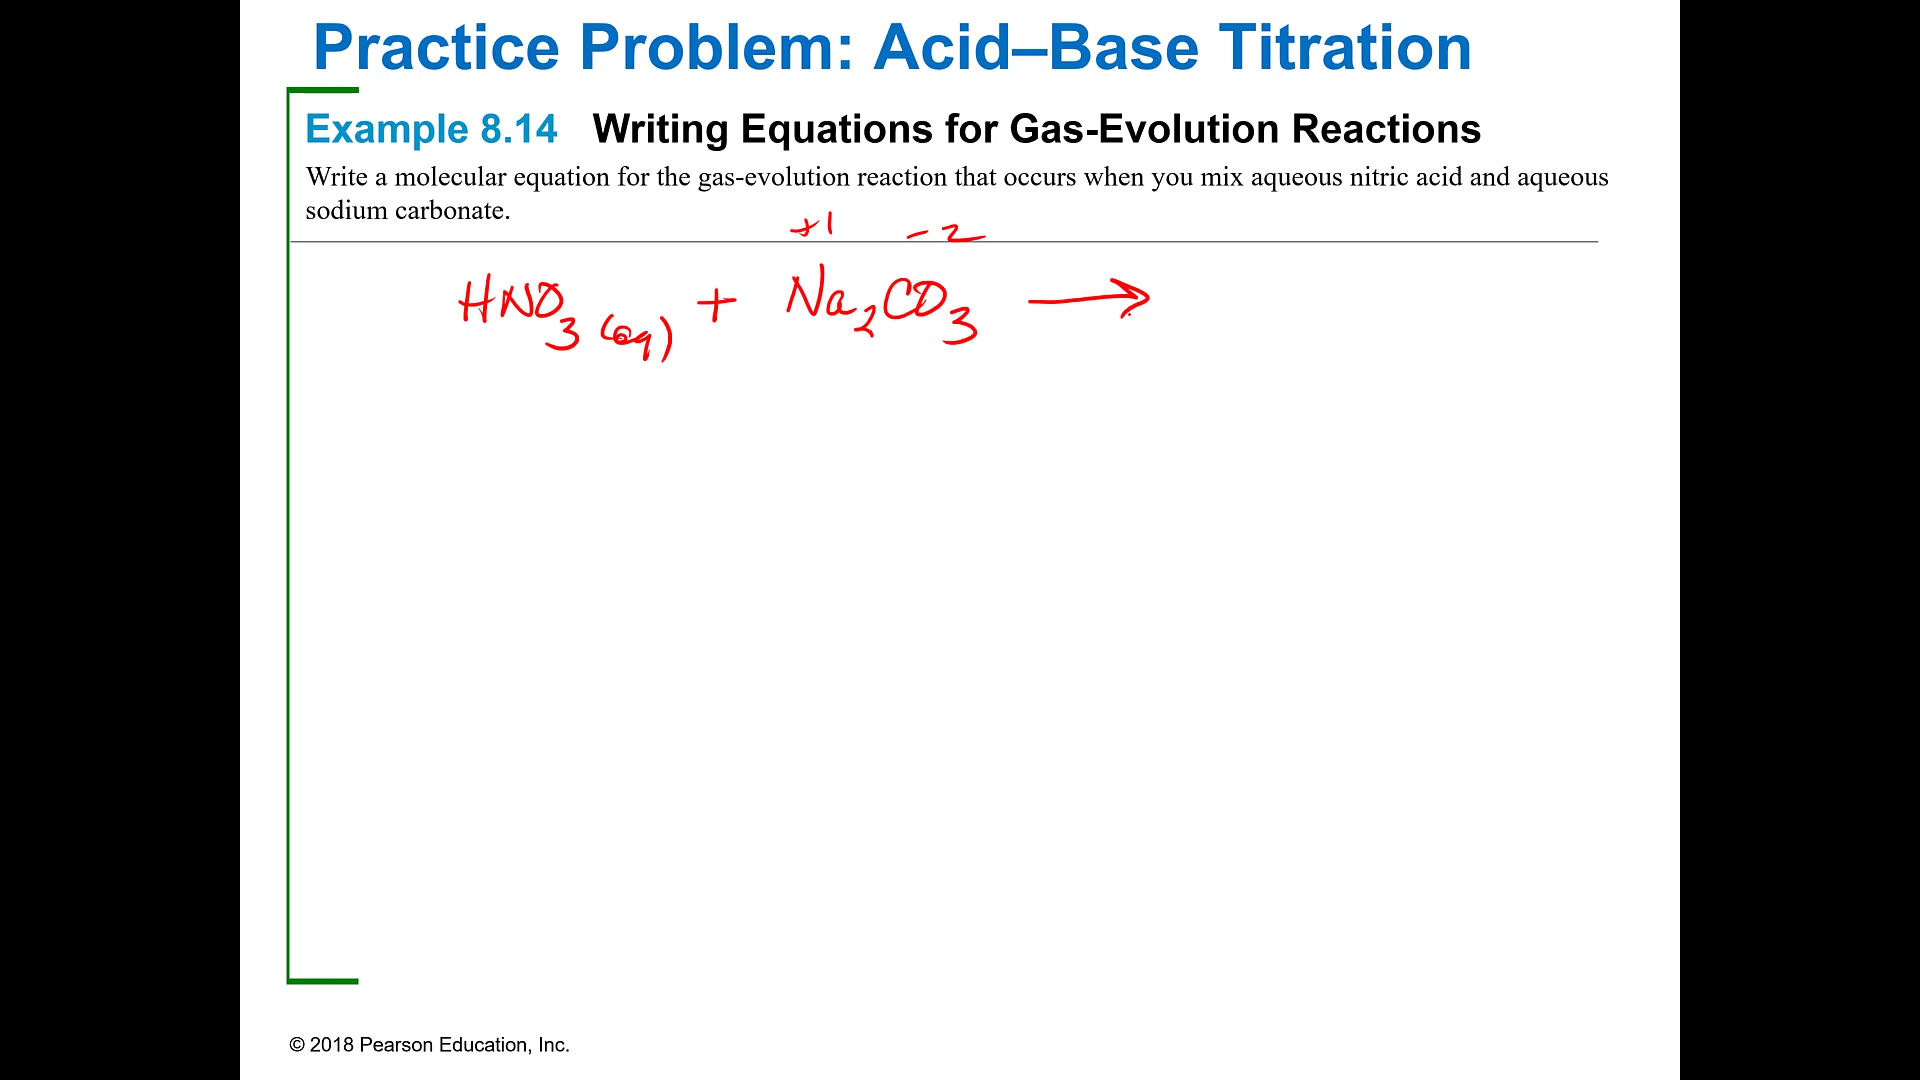 Practice Problem: Acid–Base Titration
Example 8.14 Writing Equations for Gas-Evolution Reactions
Write a molecular equation for the gas-evolution reaction that occurs when you mix aqueous nitric acid and aqueous
sodium carbonate.
+1 -2
HNO3 (aq) + Na2CO3 →
© 2018 Pearson Education, Inc.